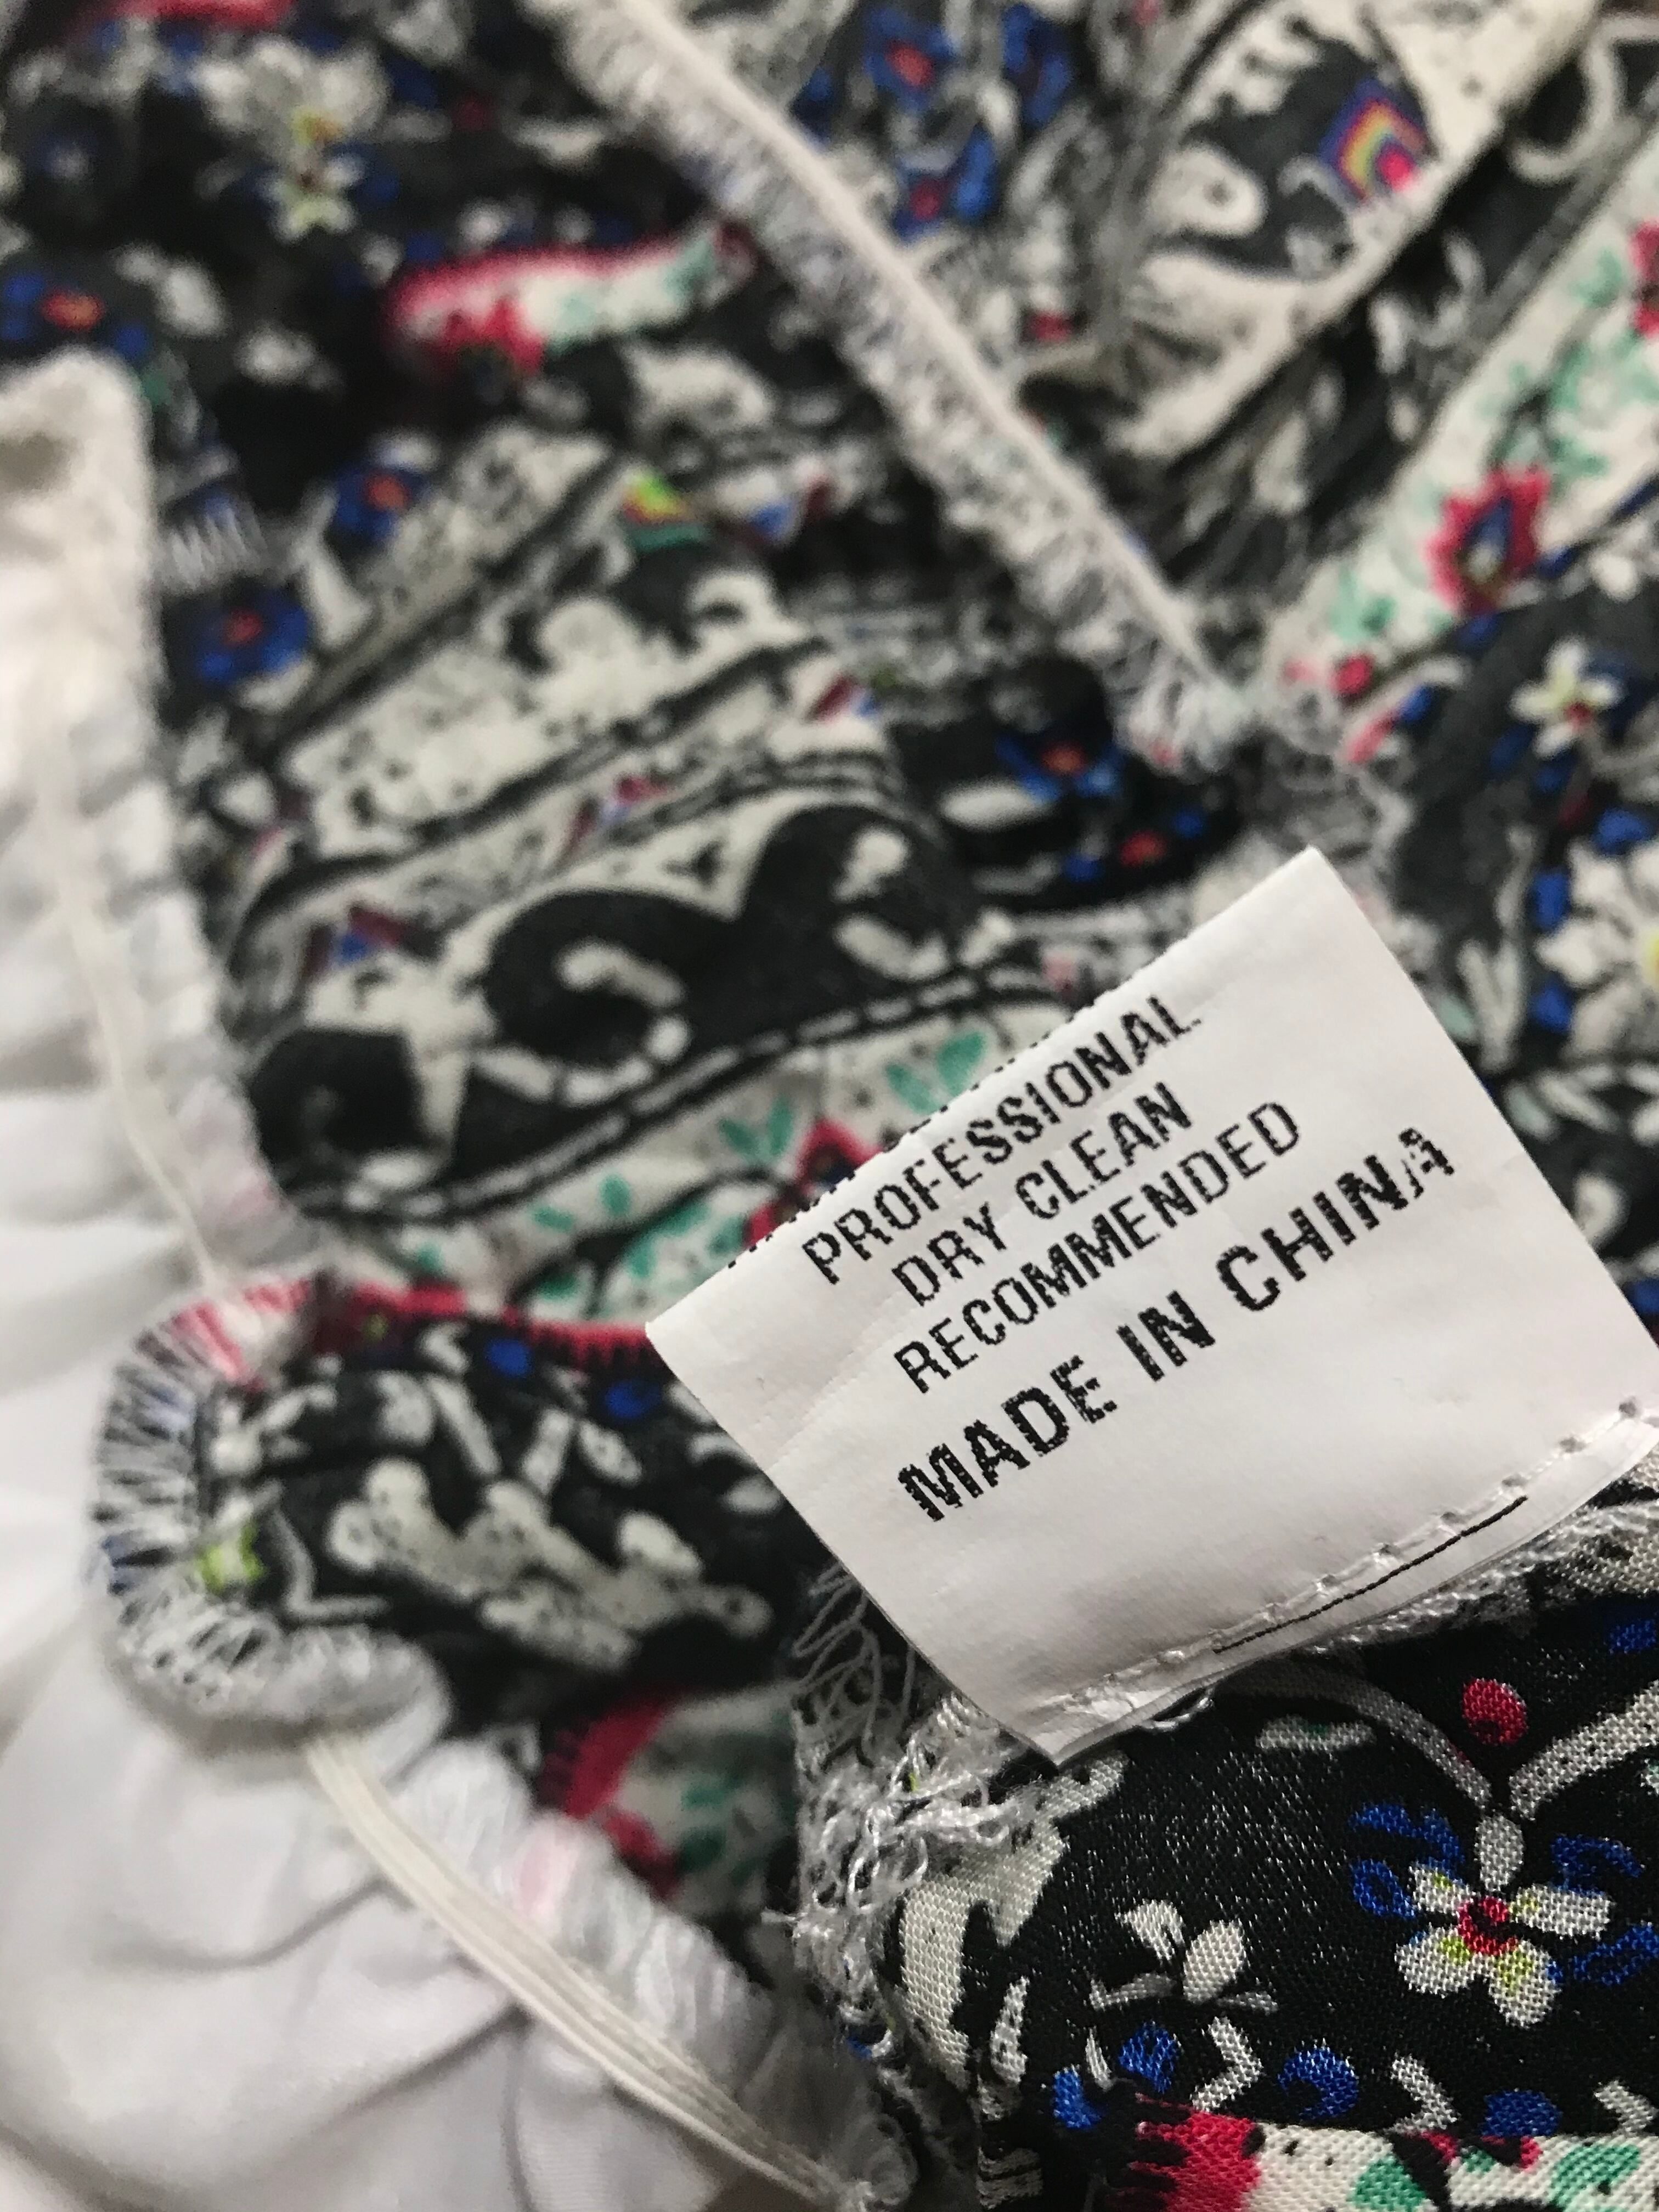 PROFESSIONAL
DRY CLEAN
RECOMMENDED
MADE IN CHINA